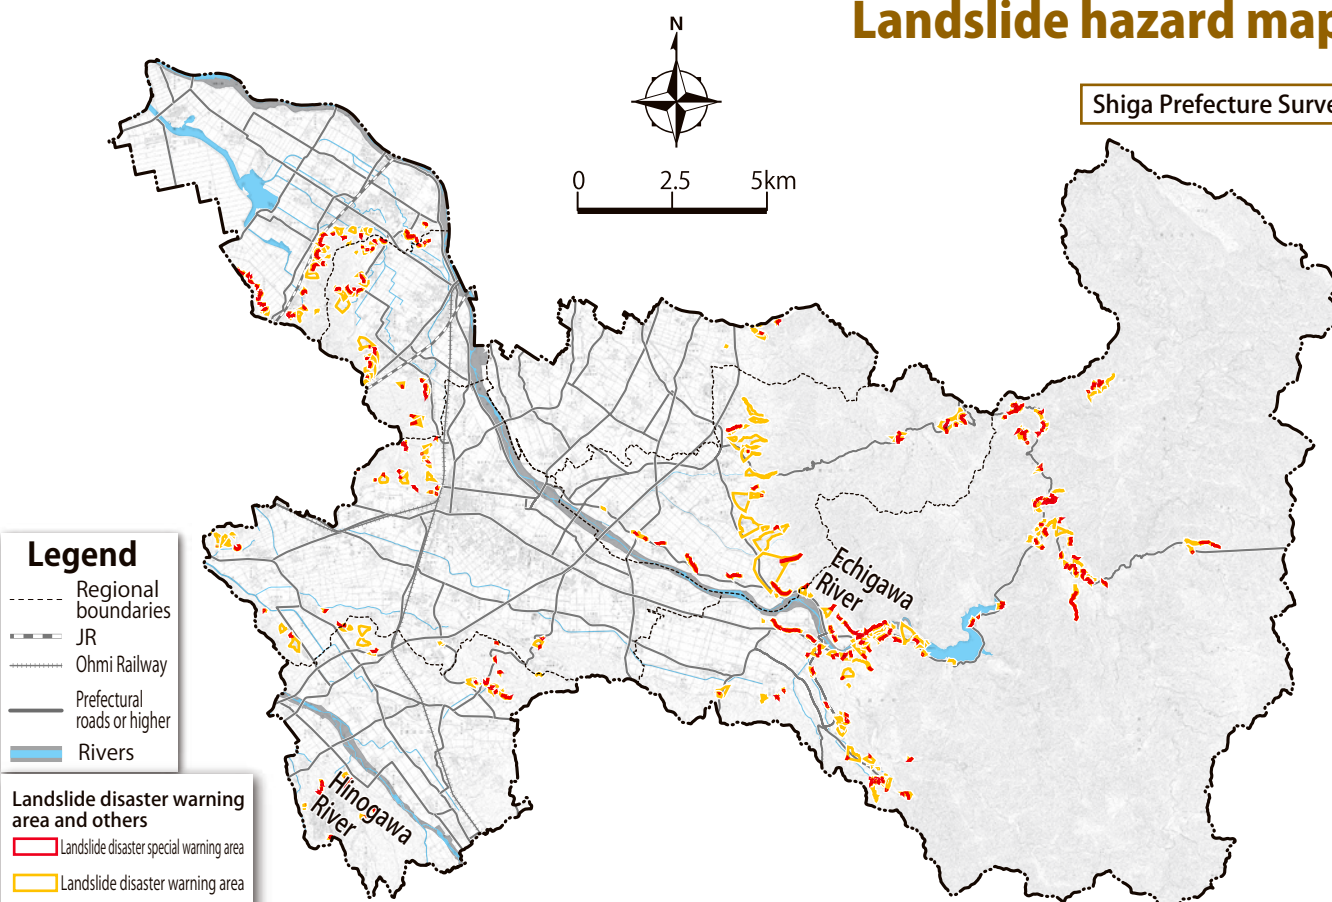 Landslide hazard map
Shiga Prefecture Surve
N
0 2.5 5km
Echigawa
River
Hinogawa
River
Legend
Regional
boundaries
JR
Ohmi Railway
Prefectural
roads or higher
Rivers
Landslide disaster warning
area and others
Landslide disaster special warning area
Landslide disaster warning area